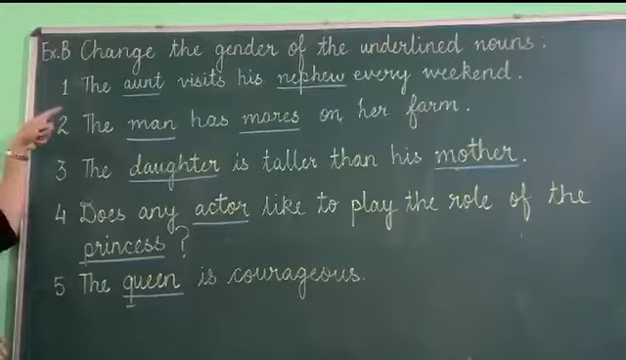 Ex.B Change the gender of the underlined nouns:
1 The aunt visits his nephew every weekend.
2 The man has mares on her farm.
3 The daughter is taller than his mother.
4 Does any actor like to play the role of the
princess?
5 The queen is courageous.